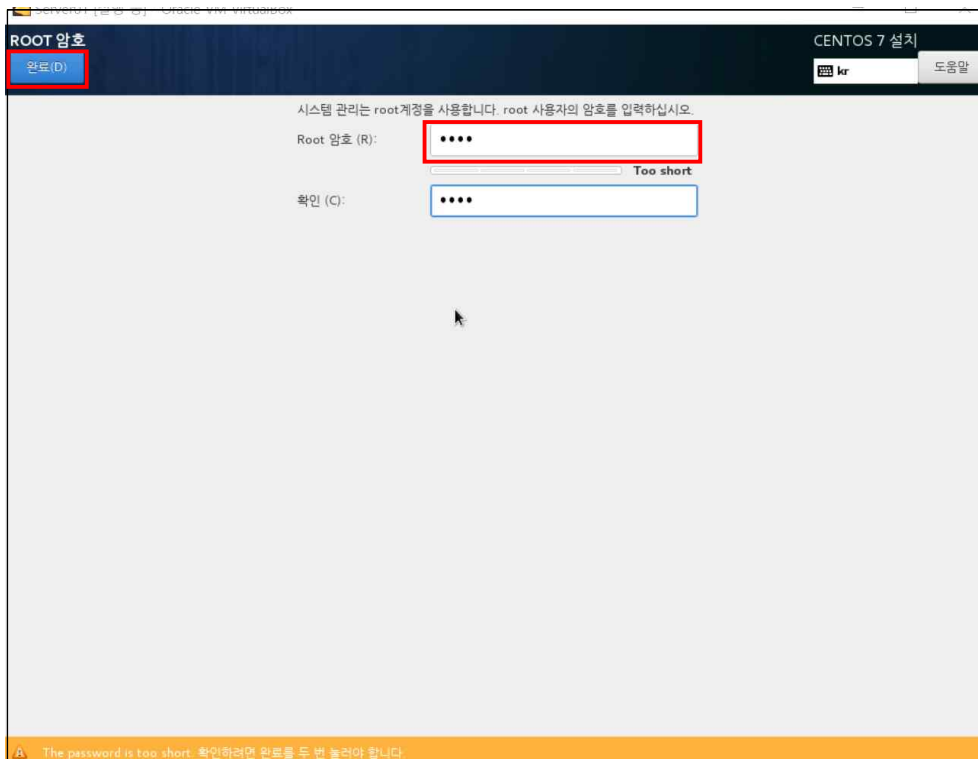 Oracle VM VirtualBox
ROOT 암호
CENTOS 7 설치
완료(D)
kr
도움말
시스템 관리는 root계정을 사용합니다. root 사용자의 암호를 입력하십시오.
Root 암호 (R):
••••
Too short
확인 (C):
••••
The password is too short. 확인하려면 완료를 두 번 눌러야 합니다